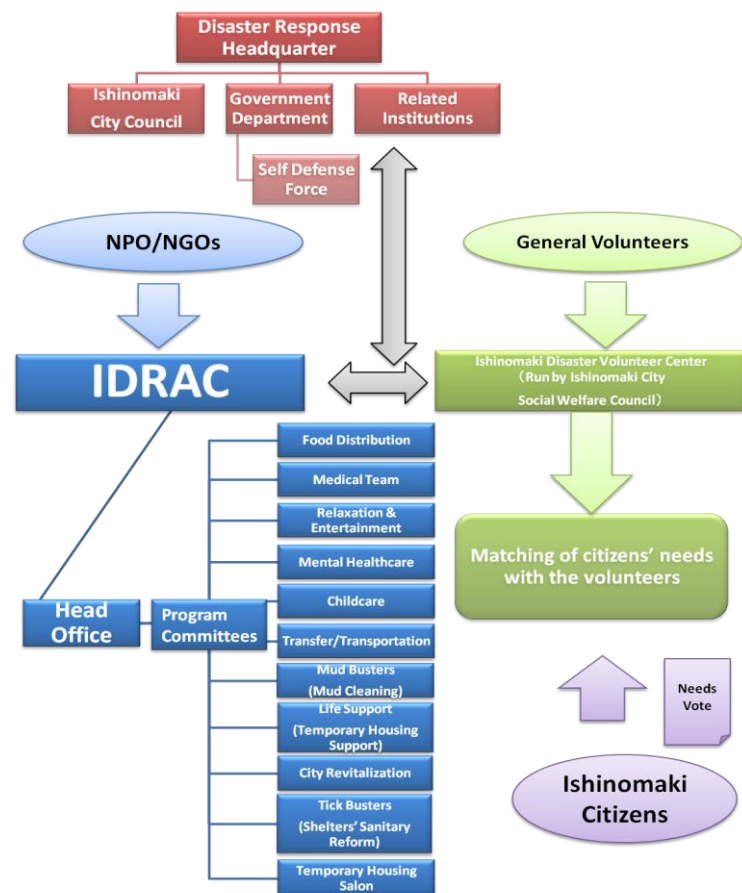 Disaster Response
Headquarter
Ishinomaki
City Council
Government
Department
Related
Institutions
Self Defense
Force
NPO/NGOs
General Volunteers
IDRAC
Ishinomaki Disaster Volunteer Center
（Run by Ishinomaki City
Social Welfare Council）
Food Distribution
Medical Team
Relaxation &
Entertainment
Mental Healthcare
Childcare
Transfer/Transportation
Mud Busters
(Mud Cleaning)
Life Support
(Temporary Housing
Support)
City Revitalization
Tick Busters
(Shelters’ Sanitary
Reform)
Temporary Housing
Salon
Head
Office
Program
Committees
Matching of citizens’ needs
with the volunteers
Needs
Vote
Ishinomaki
Citizens